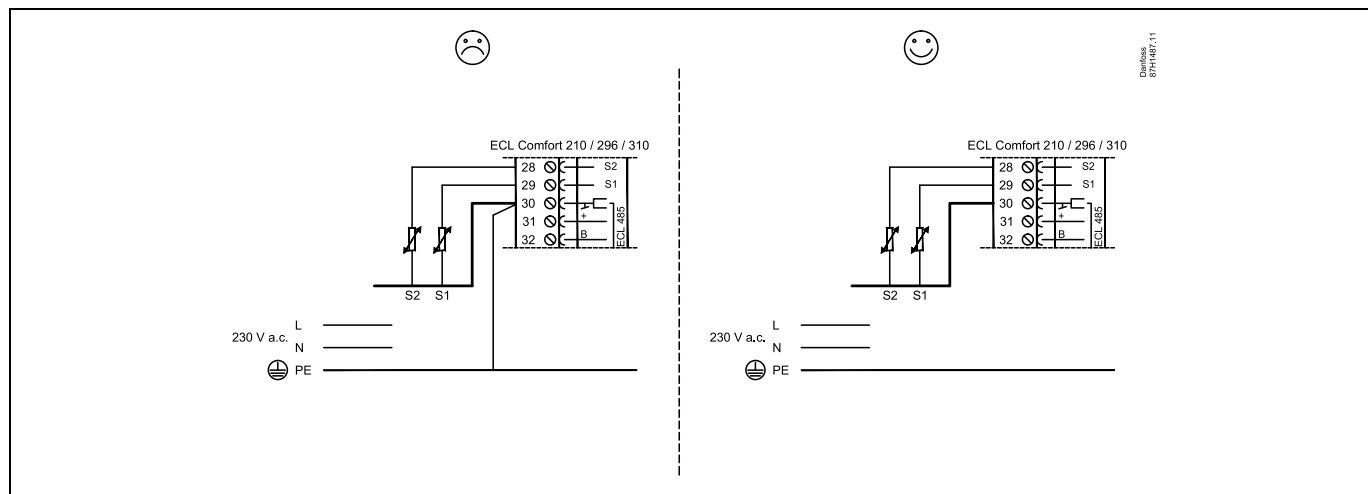 Danfoss
87H1487.11
ECL Comfort 210 / 296 / 310
28 S2
29 S1
30
31 +
32 B
ECL 485
S2 S1
L
230 V a.c.
N
PE
ECL Comfort 210 / 296 / 310
28 S2
29 S1
30
31 +
32 B
ECL 485
S2 S1
L
230 V a.c.
N
PE